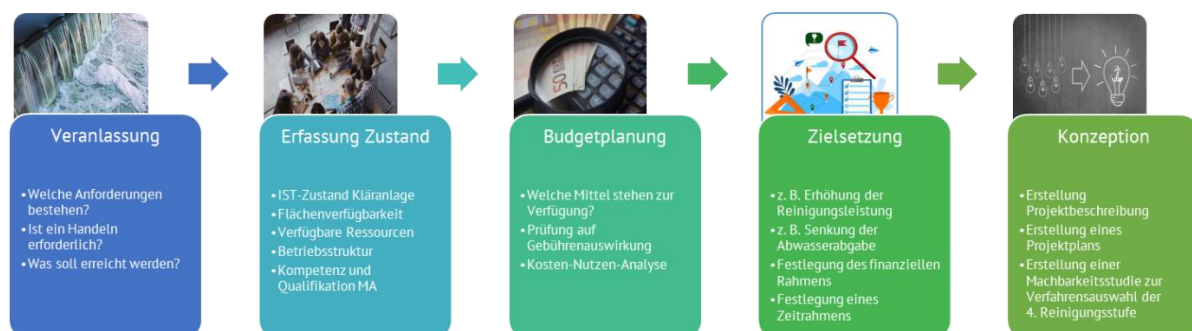 Veranlassung
•Welche Anforderungen
bestehen?
•Ist ein Handeln
erforderlich?
•Was soll erreicht werden?
Erfassung Zustand
•IST-Zustand Kläranlage
•Flächenverfügbarkeit
•Verfügbare Ressourcen
•Betriebsstruktur
•Kompetenz und
Qualifikation MA
50
Budgetplanung
•Welche Mittel stehen zur
Verfügung?
•Prüfung auf
Gebührenauswirkung
•Kosten-Nutzen-Analyse
Zielsetzung
•z. B. Erhöhung der
Reinigungsleistung
•z. B. Senkung der
Abwasserabgabe
•Festlegung des finanziellen
Rahmens
•Festlegung eines
Zeitrahmens
Konzeption
•Erstellung
Projektbeschreibung
•Erstellung eines
Projektplans
•Erstellung einer
Machbarkeitsstudie zur
Verfahrensauswahl der
4. Reinigungsstufe